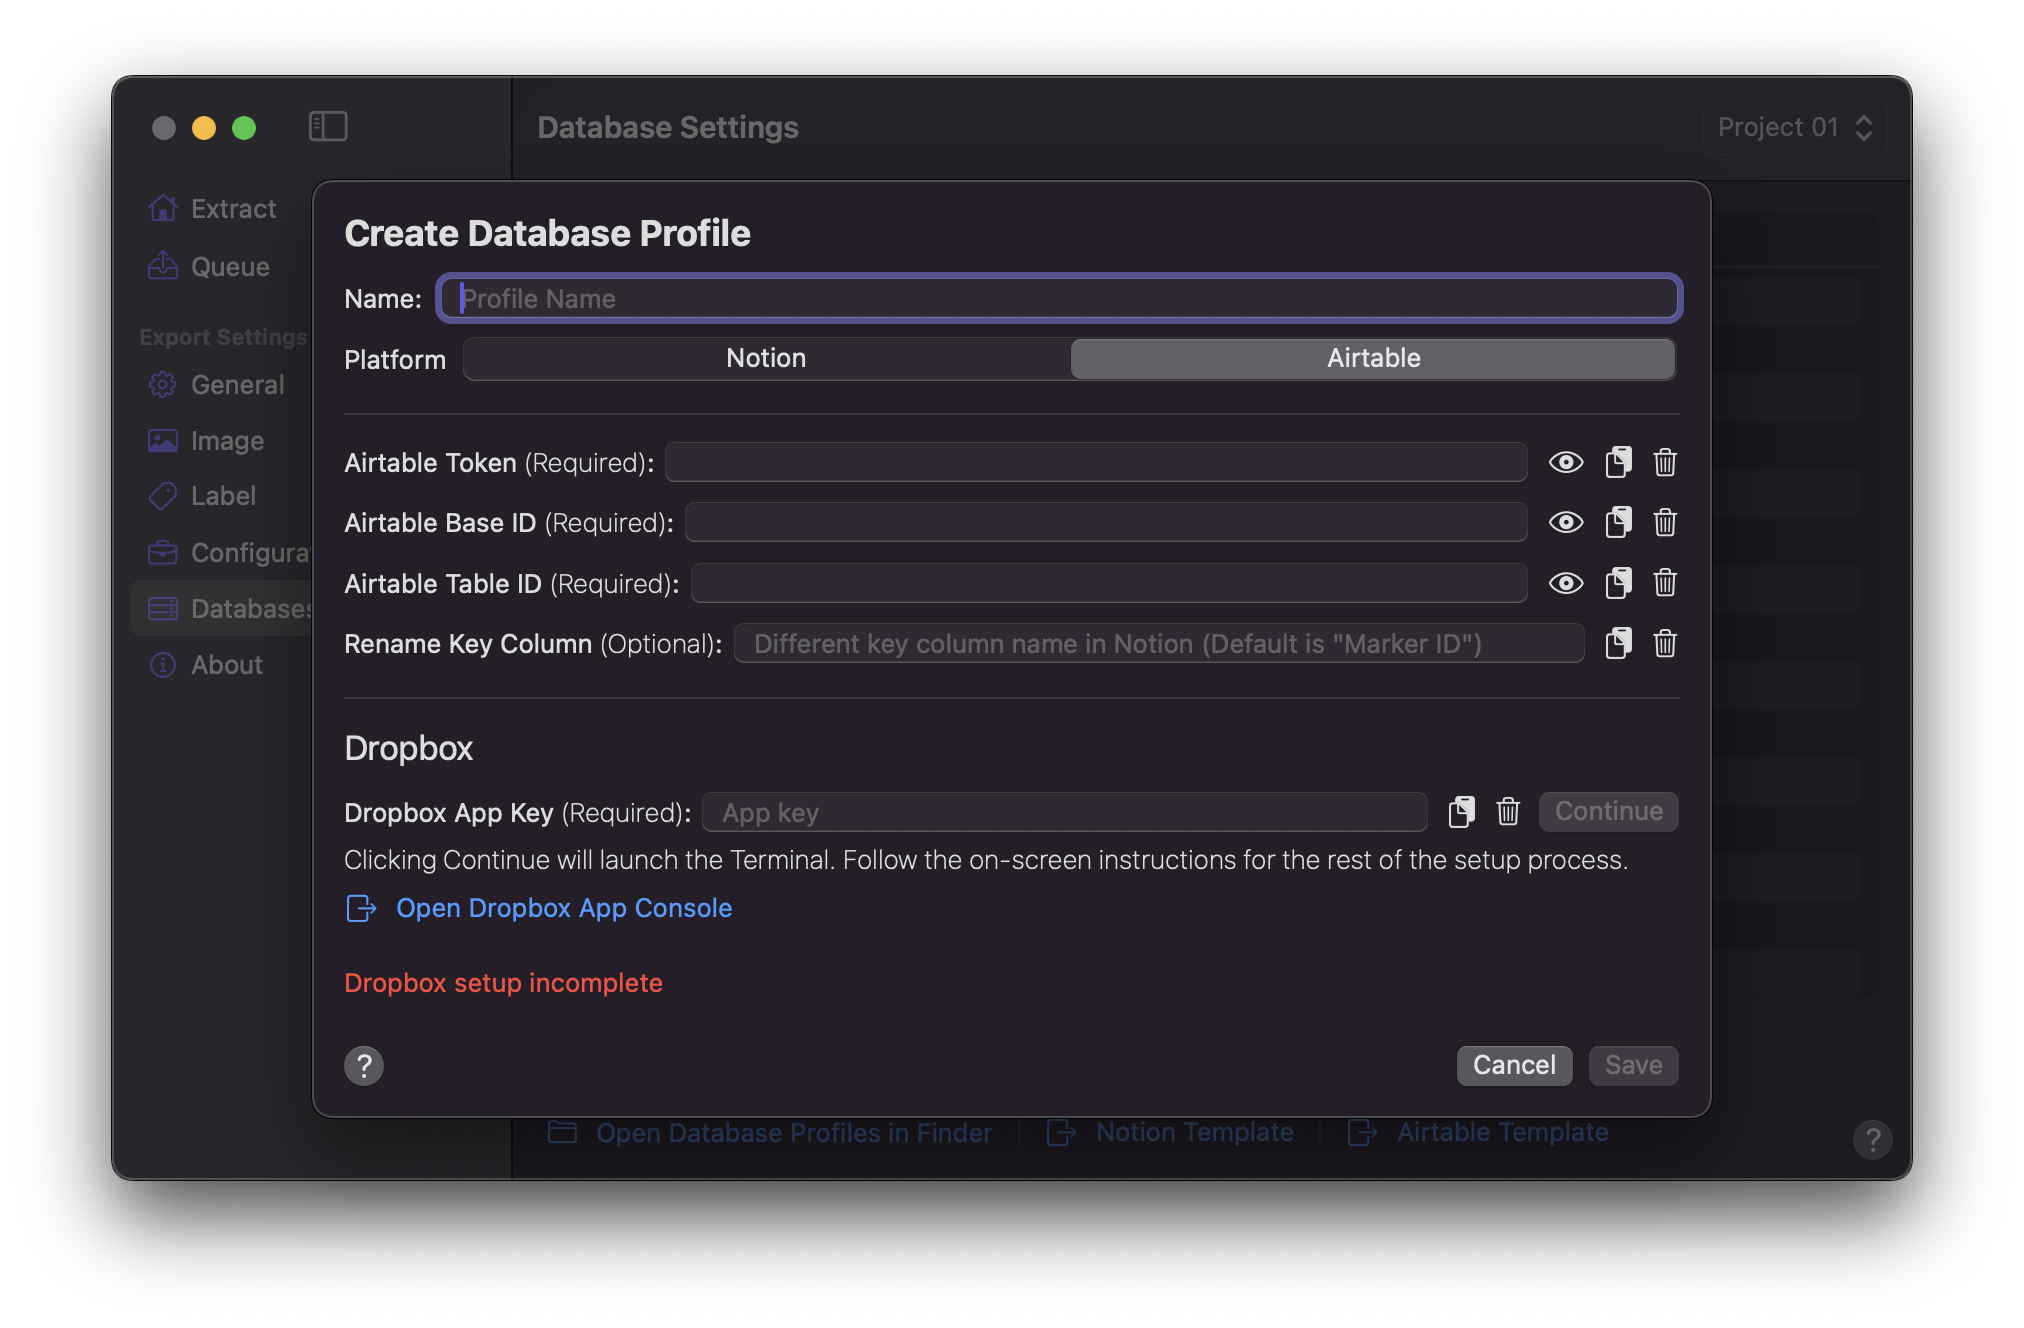 Database Settings
Project 01
Extract
Queue
Export Settings
General
Image
Label
Configura
Databases
About
Create Database Profile
Name: Profile Name
Platform Notion Airtable
Airtable Token (Required):
Airtable Base ID (Required):
Airtable Table ID (Required):
Rename Key Column (Optional): Different key column name in Notion (Default is "Marker ID")
Dropbox
Dropbox App Key (Required): App key Continue
Clicking Continue will launch the Terminal. Follow the on-screen instructions for the rest of the setup process.
Open Dropbox App Console
Dropbox setup incomplete
? Cancel Save
Open Database Profiles in Finder Notion Template Airtable Template ?